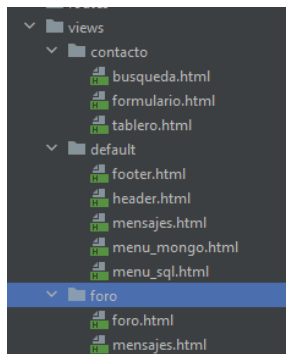 views
contacto
busqueda.html
formulario.html
tablero.html
default
footer.html
header.html
mensajes.html
menu_mongo.html
menu_sql.html
foro
foro.html
mensajes.html